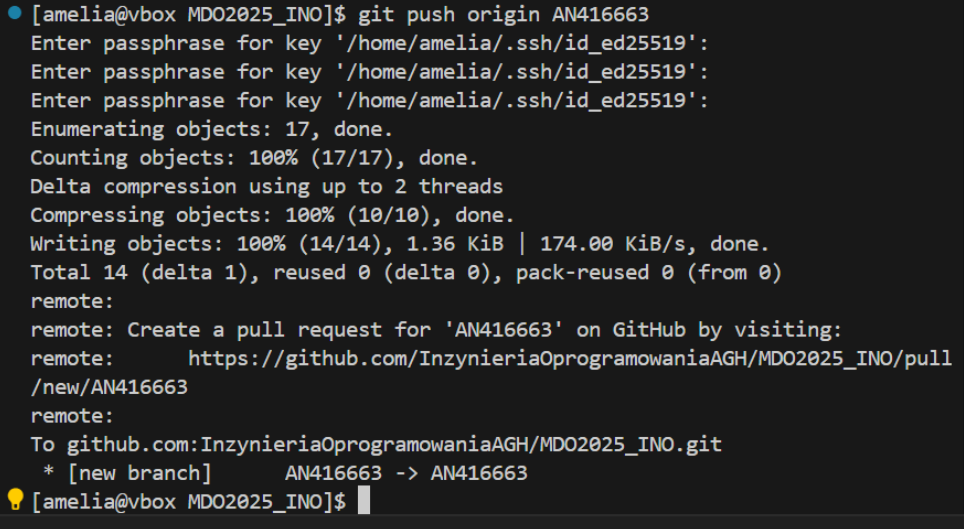 [amelia@vbox MDO2025_INO]$ git push origin AN416663
Enter passphrase for key '/home/amelia/.ssh/id_ed25519':
Enter passphrase for key '/home/amelia/.ssh/id_ed25519':
Enter passphrase for key '/home/amelia/.ssh/id_ed25519':
Enumerating objects: 17, done.
Counting objects: 100% (17/17), done.
Delta compression using up to 2 threads
Compressing objects: 100% (10/10), done.
Writing objects: 100% (14/14), 1.36 KiB | 174.00 KiB/s, done.
Total 14 (delta 1), reused 0 (delta 0), pack-reused 0 (from 0)
remote:
remote: Create a pull request for 'AN416663' on GitHub by visiting:
remote:      https://github.com/InzynieriaOprogramowaniaAGH/MDO2025_INO/pull
/new/AN416663
remote:
To github.com:InzynieriaOprogramowaniaAGH/MDO2025_INO.git
 * [new branch]      AN416663 -> AN416663
[amelia@vbox MDO2025_INO]$